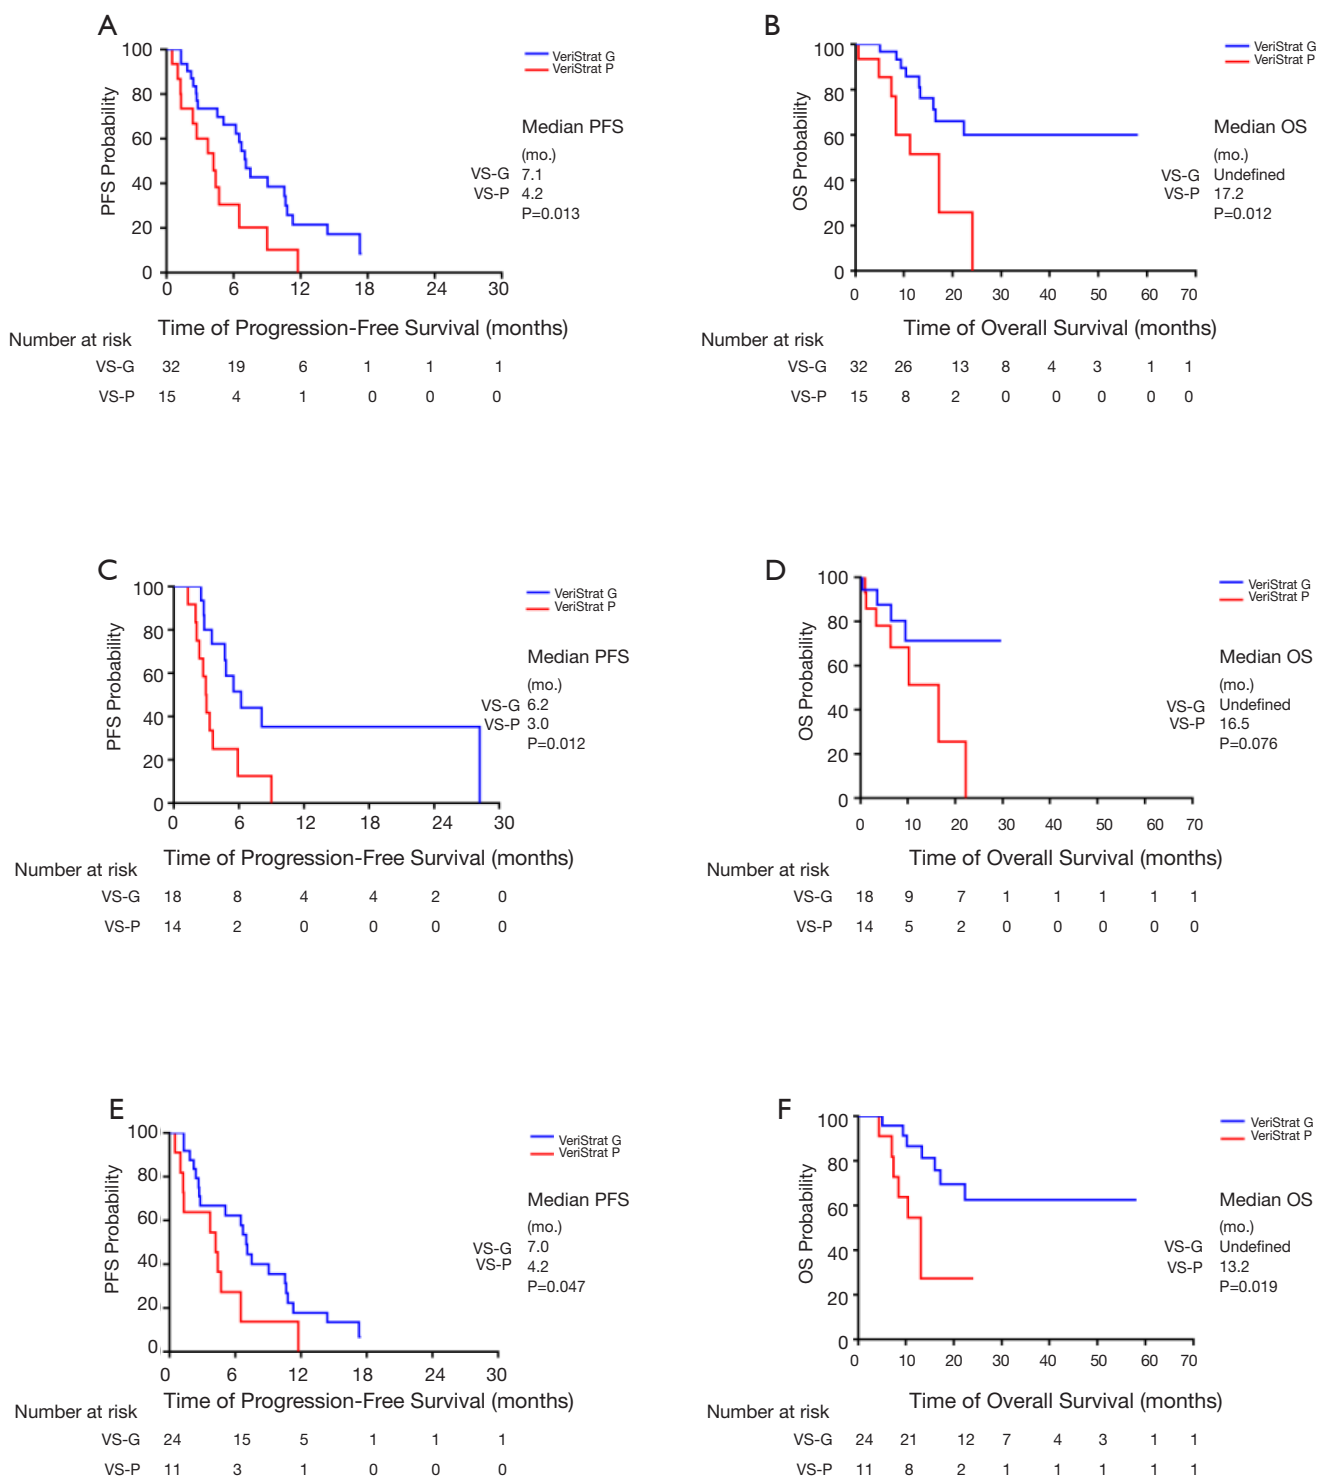 A
100
80
60
40
20
0
PFS Probability
0 6 12 18 24 30
Time of Progression-Free Survival (months)
VeriStrat G
VeriStrat P
Median PFS
(mo.)
VS-G 7.1
VS-P 4.2
P=0.013
Number at risk
VS-G 32 19 6 1 1 1
VS-P 15 4 1 0 0 0
B
100
80
60
40
20
0
OS Probability
0 10 20 30 40 50 60 70
Time of Overall Survival (months)
VeriStrat G
VeriStrat P
Median OS
(mo.)
VS-G Undefined
VS-P 17.2
P=0.012
Number at risk
VS-G 32 26 13 8 4 3 1 1
VS-P 15 8 2 0 0 0 0 0
C
100
80
60
40
20
0
PFS Probability
0 6 12 18 24 30
Time of Progression-Free Survival (months)
VeriStrat G
VeriStrat P
Median PFS
(mo.)
VS-G 6.2
VS-P 3.0
P=0.012
Number at risk
VS-G 18 8 4 4 2 0
VS-P 14 2 0 0 0 0
D
100
80
60
40
20
0
OS Probability
0 10 20 30 40 50 60 70
Time of Overall Survival (months)
VeriStrat G
VeriStrat P
Median OS
(mo.)
VS-G Undefined
VS-P 16.5
P=0.076
Number at risk
VS-G 18 9 7 1 1 1 1 1
VS-P 14 5 2 0 0 0 0 0
E
100
80
60
40
20
0
PFS Probability
0 6 12 18 24 30
Time of Progression-Free Survival (months)
VeriStrat G
VeriStrat P
Median PFS
(mo.)
VS-G 7.0
VS-P 4.2
P=0.047
Number at risk
VS-G 24 15 5 1 1 1
VS-P 11 3 1 0 0 0
F
100
80
60
40
20
0
OS Probability
0 10 20 30 40 50 60 70
Time of Overall Survival (months)
VeriStrat G
VeriStrat P
Median OS
(mo.)
VS-G Undefined
VS-P 13.2
P=0.019
Number at risk
VS-G 24 21 12 7 4 3 1 1
VS-P 11 8 2 1 1 1 1 1